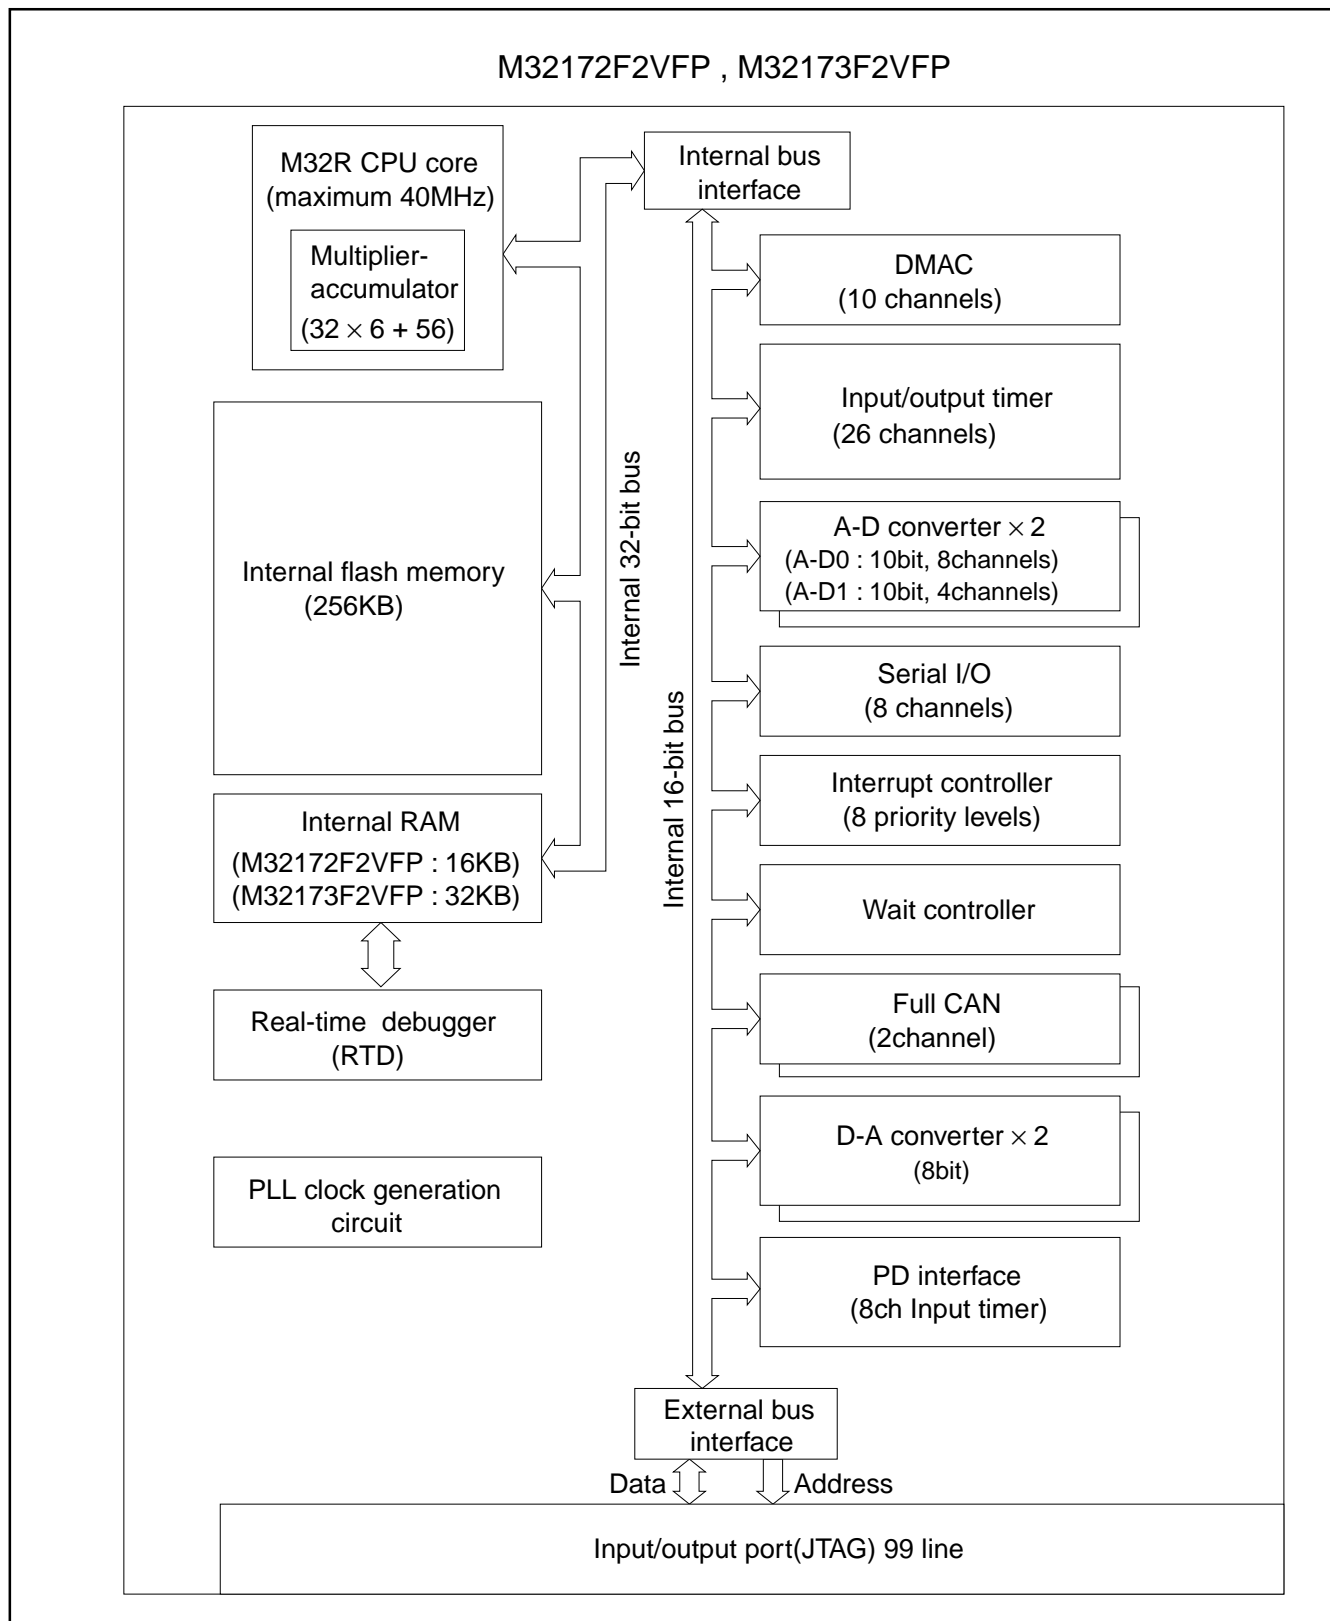 M32172F2VFP , M32173F2VFP
M32R CPU core
(maximum 40MHz)
Multiplier-
accumulator
(32 × 6 + 56)
Internal flash memory
(256KB)
Internal RAM
(M32172F2VFP : 16KB)
(M32173F2VFP : 32KB)
Real-time debugger
(RTD)
PLL clock generation
circuit
Internal 32-bit bus
Internal bus
interface
Internal 16-bit bus
DMAC
(10 channels)
Input/output timer
(26 channels)
A-D converter × 2
(A-D0 : 10bit, 8channels)
(A-D1 : 10bit, 4channels)
Serial I/O
(8 channels)
Interrupt controller
(8 priority levels)
Wait controller
Full CAN
(2channel)
D-A converter × 2
(8bit)
PD interface
(8ch Input timer)
External bus
interface
Data
Address
Input/output port(JTAG) 99 line